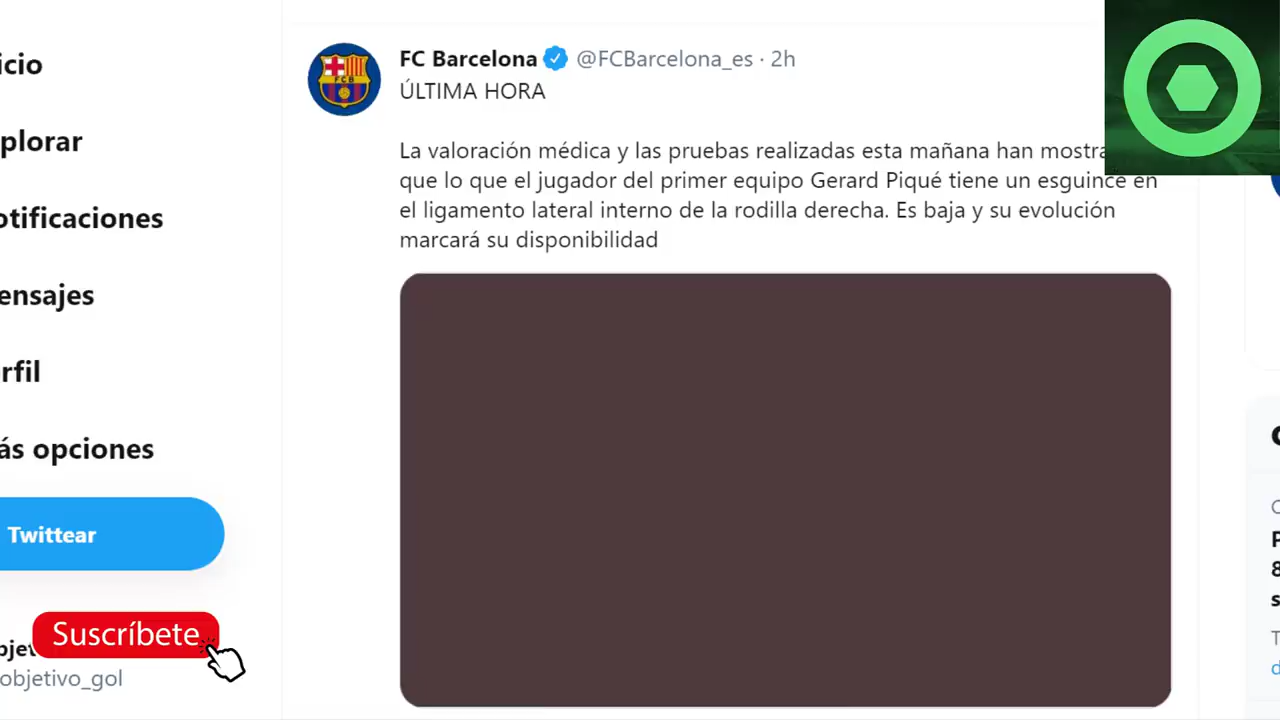 icio
plorar
otificaciones
ensajes
rfil
ás opciones
Twittear
Suscríbete
objetivo_gol
FC Barcelona @FCBarcelona_es · 2h
ÚLTIMA HORA
La valoración médica y las pruebas realizadas esta mañana han mostra
que lo que el jugador del primer equipo Gerard Piqué tiene un esguince en
el ligamento lateral interno de la rodilla derecha. Es baja y su evolución
marcará su disponibilidad
FCB